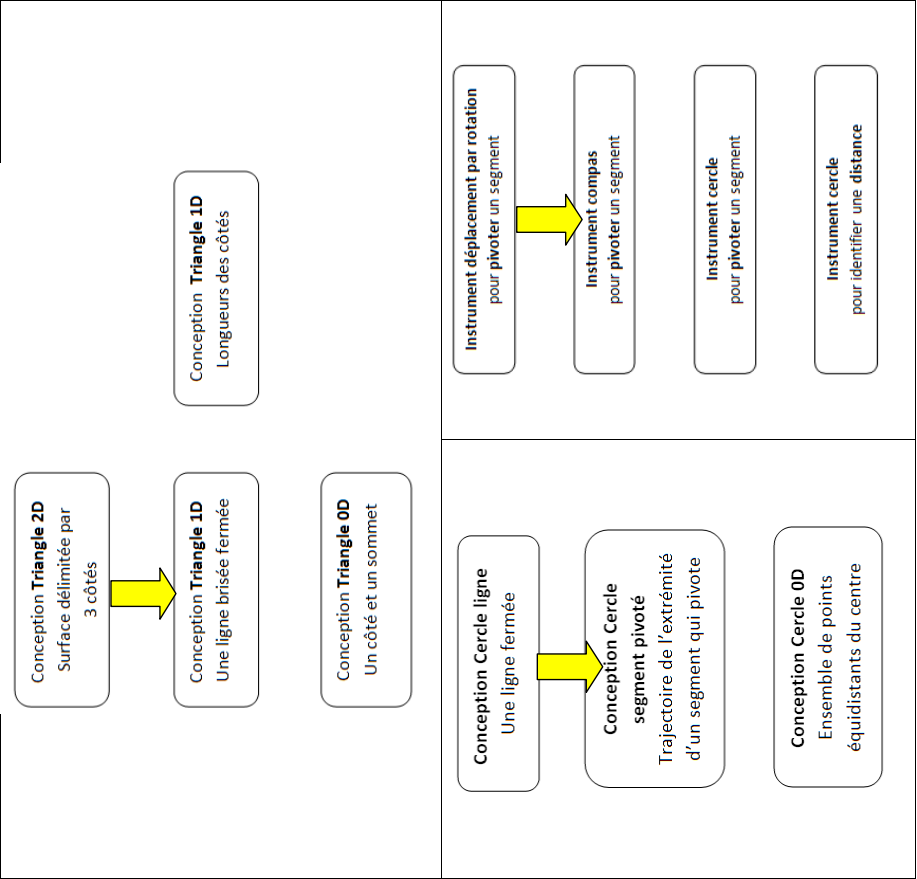 Conception Triangle 2D
Surface délimitée par
3 côtés
Conception Triangle 1D
Une ligne brisée fermée
Conception Triangle 0D
Un côté et un sommet
Conception Triangle 1D
Longueurs des côtés
Conception Cercle ligne
Une ligne fermée
Conception Cercle
segment pivoté
Trajectoire de l'extrémité
d'un segment qui pivote
Conception Cercle 0D
Ensemble de points
équidistants du centre
Instrument déplacement par rotation
pour pivoter un segment
Instrument compas
pour pivoter un segment
Instrument cercle
pour pivoter un segment
Instrument cercle
pour identifier une distance